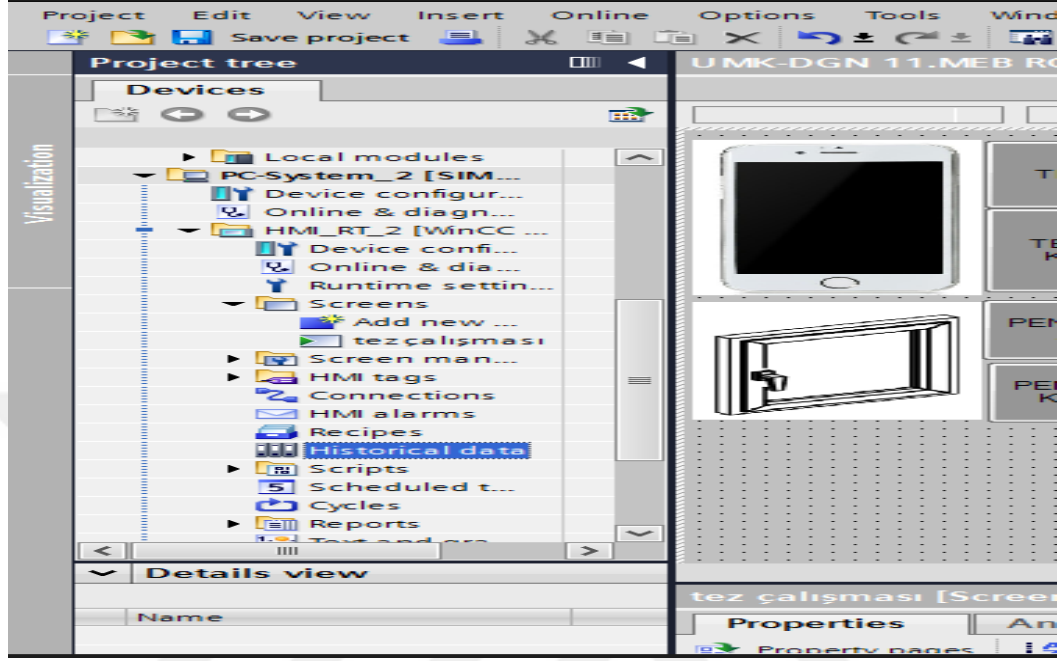 Project Edit View Insert Online Options Tools
Save project
Project tree
UMK-DGN 11.MEB
Devices
Visualization
Local modules
PC-System_2 [SIM...
Device configur...
Online & diagn...
HMI_RT_2 [WinCC ...
Device confi...
Online & dia...
Runtime settin...
Screens
Add new ...
tez çalışması
Screen man...
HMI tags
Connections
HMI alarms
Recipes
Historical data
Scripts
Scheduled t...
Cycles
Reports
Details view
Name
tez çalışması
Properties
Property pages